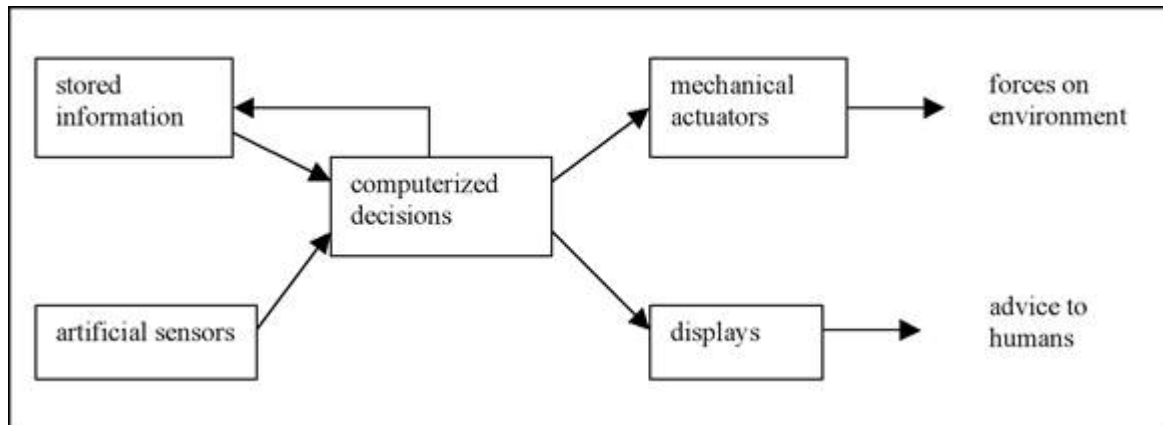 stored
information
mechanical
actuators
forces on
environment
computerized
decisions
artificial sensors
displays
advice to
humans